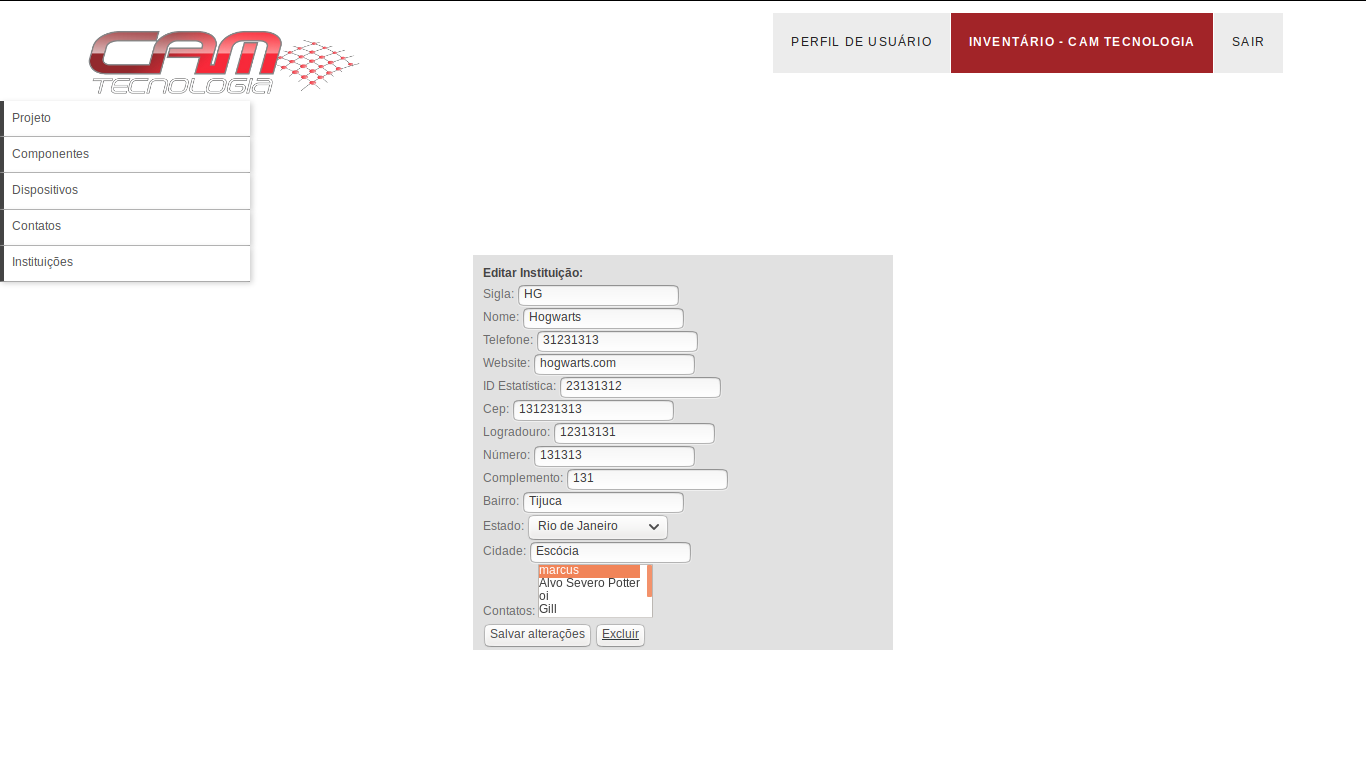 CAM
TECNOLOGIA
PERFIL DE USUÁRIO
INVENTÁRIO - CAM TECNOLOGIA
SAIR
Projeto
Componentes
Dispositivos
Contatos
Instituições
Editar Instituição:
Sigla: HG
Nome: Hogwarts
Telefone: 31231313
Website: hogwarts.com
ID Estatística: 23131312
Cep: 131231313
Logradouro: 12313131
Número: 131313
Complemento: 131
Bairro: Tijuca
Estado: Rio de Janeiro
Cidade: Escócia
marcus
Alvo Severo Potter
oi
Gill
Contatos:
Salvar alterações Excluir